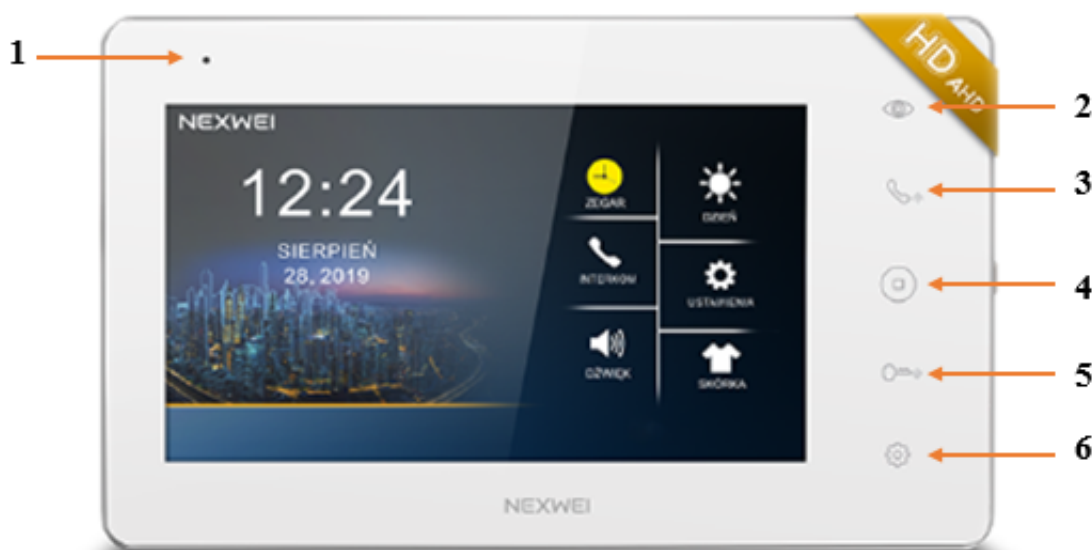 1
HD
AHD
2
NEXWEI
12:24
SIERPIEŃ
28, 2019
ZEGAR
DZIEŃ
3
INTERKOM
USTAWIENIA
4
DŹWIĘK
SKÓRKA
5
6
NEXWEI